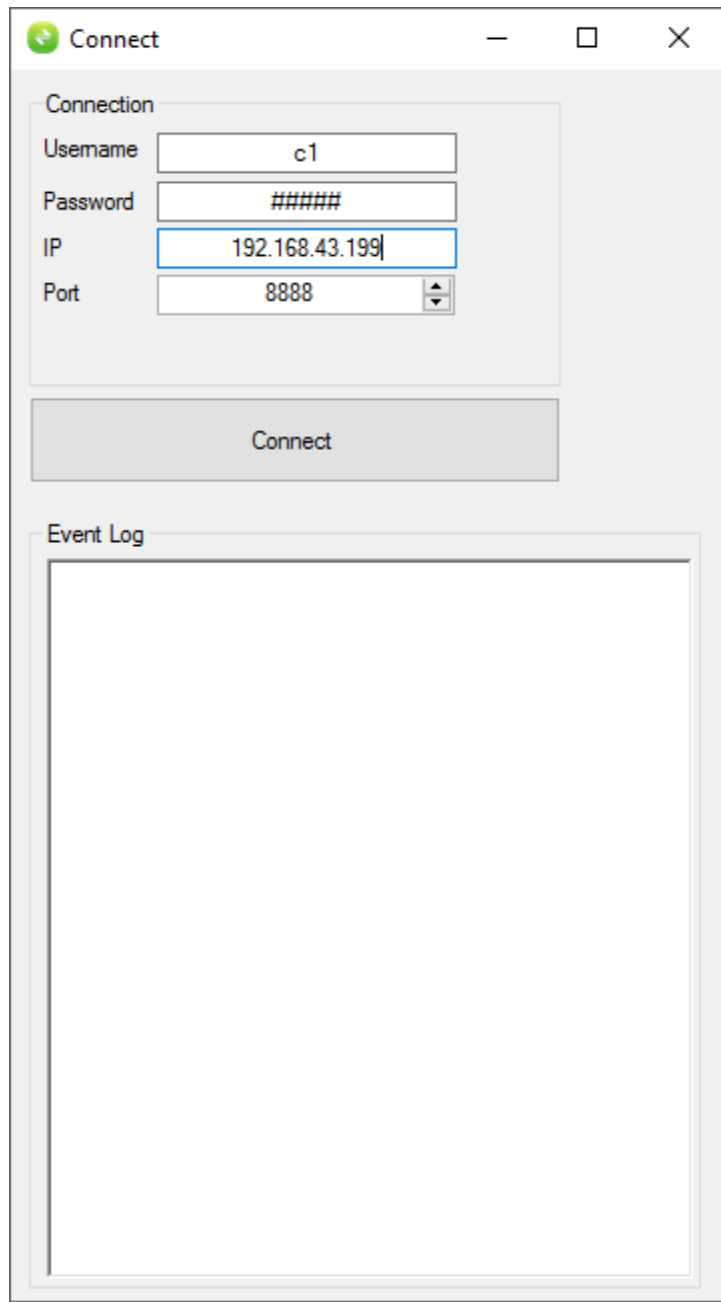 Connect
Connection
Username c1
Password #####
IP 192.168.43.199
Port 8888
Connect
Event Log